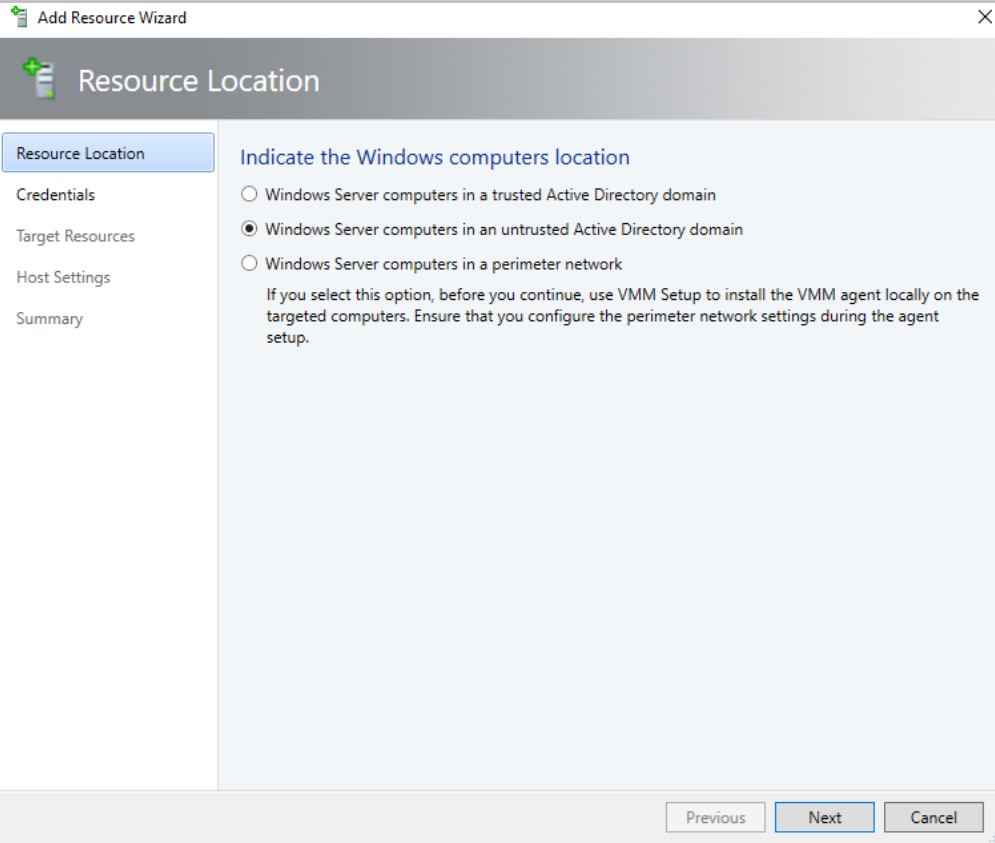 Add Resource Wizard
Resource Location
Resource Location
Credentials
Target Resources
Host Settings
Summary
Indicate the Windows computers location
Windows Server computers in a trusted Active Directory domain
Windows Server computers in an untrusted Active Directory domain
Windows Server computers in a perimeter network
If you select this option, before you continue, use VMM Setup to install the VMM agent locally on the
targeted computers. Ensure that you configure the perimeter network settings during the agent
setup.
Previous
Next
Cancel